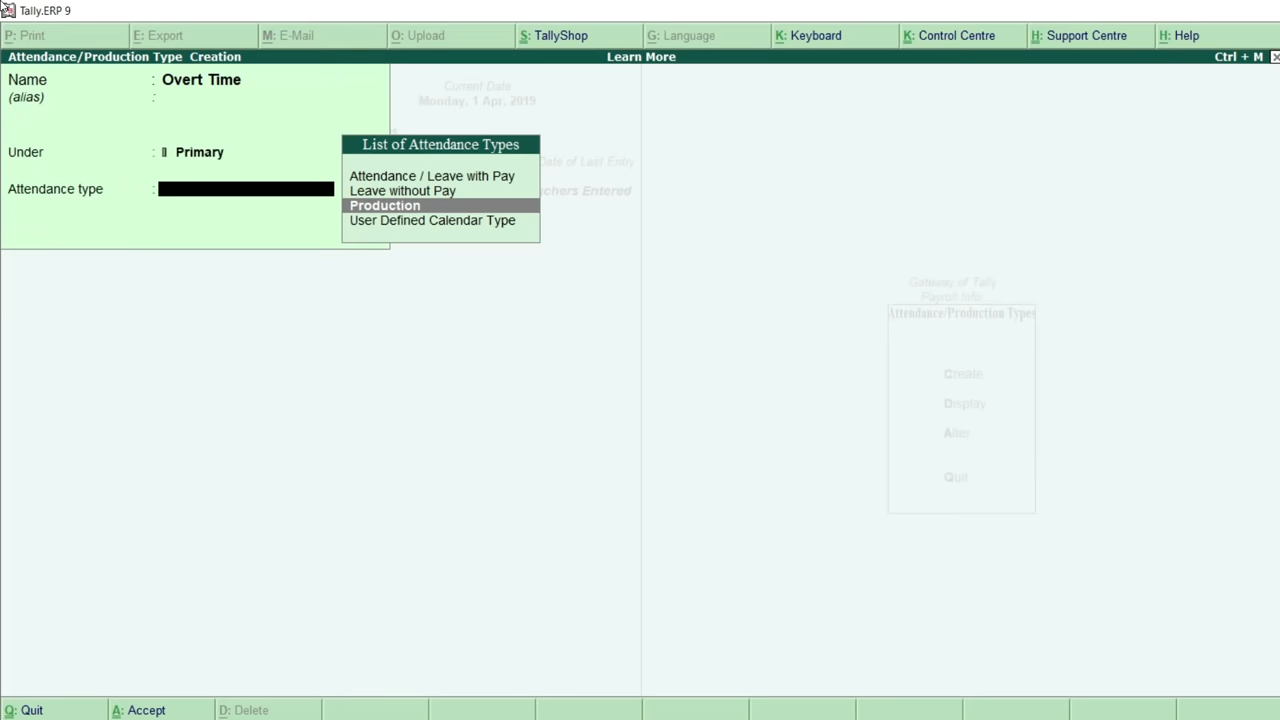 Tally.ERP 9
P: Print
E: Export
M: E-Mail
O: Upload
S: TallyShop
G: Language
K: Keyboard
K: Control Centre
H: Support Centre
H: Help
Attendance/Production Type Creation
Learn More
Ctrl + M
Name : Overt Time
(alias) :
Under : Primary
Attendance type :
List of Attendance Types
Attendance / Leave with Pay
Leave without Pay
Production
User Defined Calendar Type
Current Date
Monday, 1 Apr, 2019
Date of Last Entry
chers Entered
Gateway of Tally
Payroll Info
Attendance/Production Types
Create
Display
Alter
Quit
Q: Quit
A: Accept
D: Delete